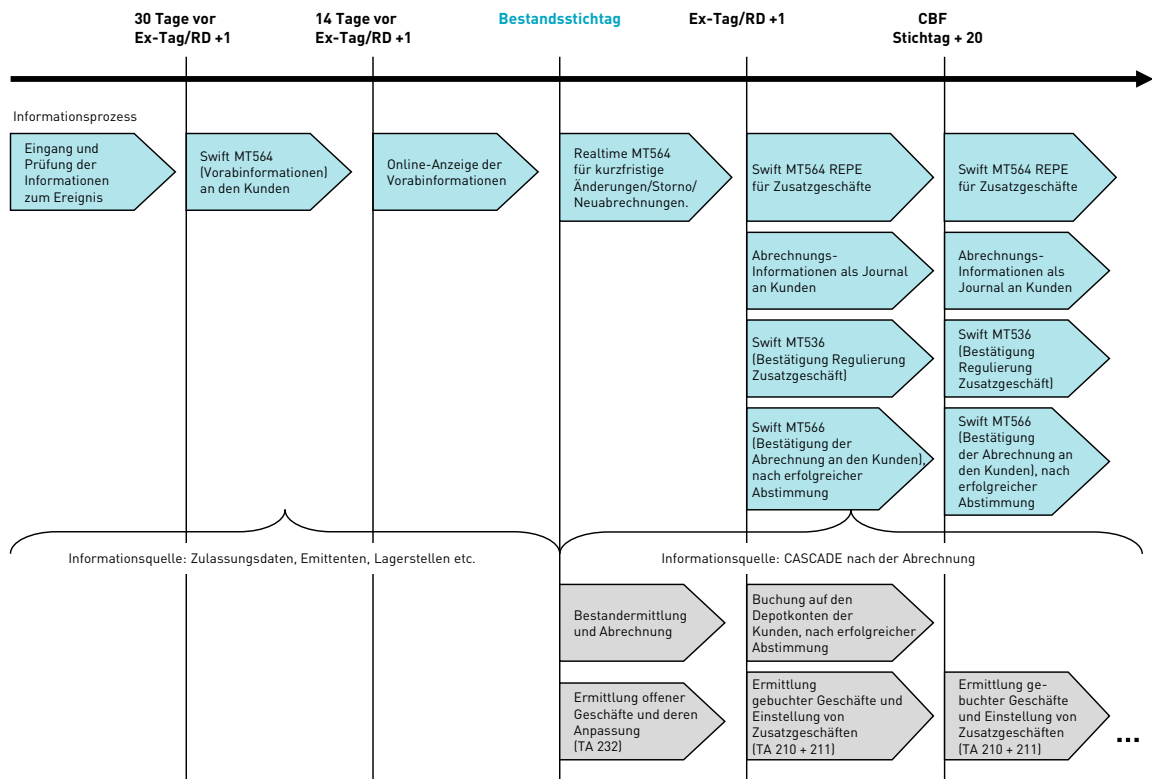 30 Tage vor
Ex-Tag/RD +1
14 Tage vor
Ex-Tag/RD +1
Bestandsstichtag
Ex-Tag/RD +1
CBF
Stichtag + 20
Informationsprozess
Eingang und
Prüfung der
Informationen
zum Ereignis
Swift MT564
(Vorabinformationen)
an den Kunden
Online-Anzeige der
Vorabinformationen
Realtime MT564
für kurzfristige
Änderungen/Storno/
Neuabrechnungen.
Swift MT564 REPE
für Zusatzgeschäfte
Swift MT564 REPE
für Zusatzgeschäfte
Abrechnungs-
Informationen als Journal
an Kunden
Abrechnungs-
Informationen als
Journal an Kunden
Swift MT536
(Bestätigung Regulierung
Zusatzgeschäft)
Swift MT536
(Bestätigung
Regulierung
Zusatzgeschäft)
Swift MT566
(Bestätigung der
Abrechnung an den Kunden),
nach erfolgreicher
Abstimmung
Swift MT566
(Bestätigung
der Abrechnung an
den Kunden), nach
erfolgreicher
Abstimmung
Informationsquelle: Zulassungsdaten, Emittenten, Lagerstellen etc.
Informationsquelle: CASCADE nach der Abrechnung
Bestandermittlung
und Abrechnung
Buchung auf den
Depotkonten der
Kunden, nach erfolgreicher
Abstimmung
Ermittlung offener
Geschäfte und deren
Anpassung
(TA 232)
Ermittlung
gebuchter Geschäfte und
Einstellung von
Zusatzgeschäften
(TA 210 + 211)
Ermittlung ge-
buchter Geschäfte
und Einstellung von
Zusatzgeschäften
(TA 210 + 211)
...